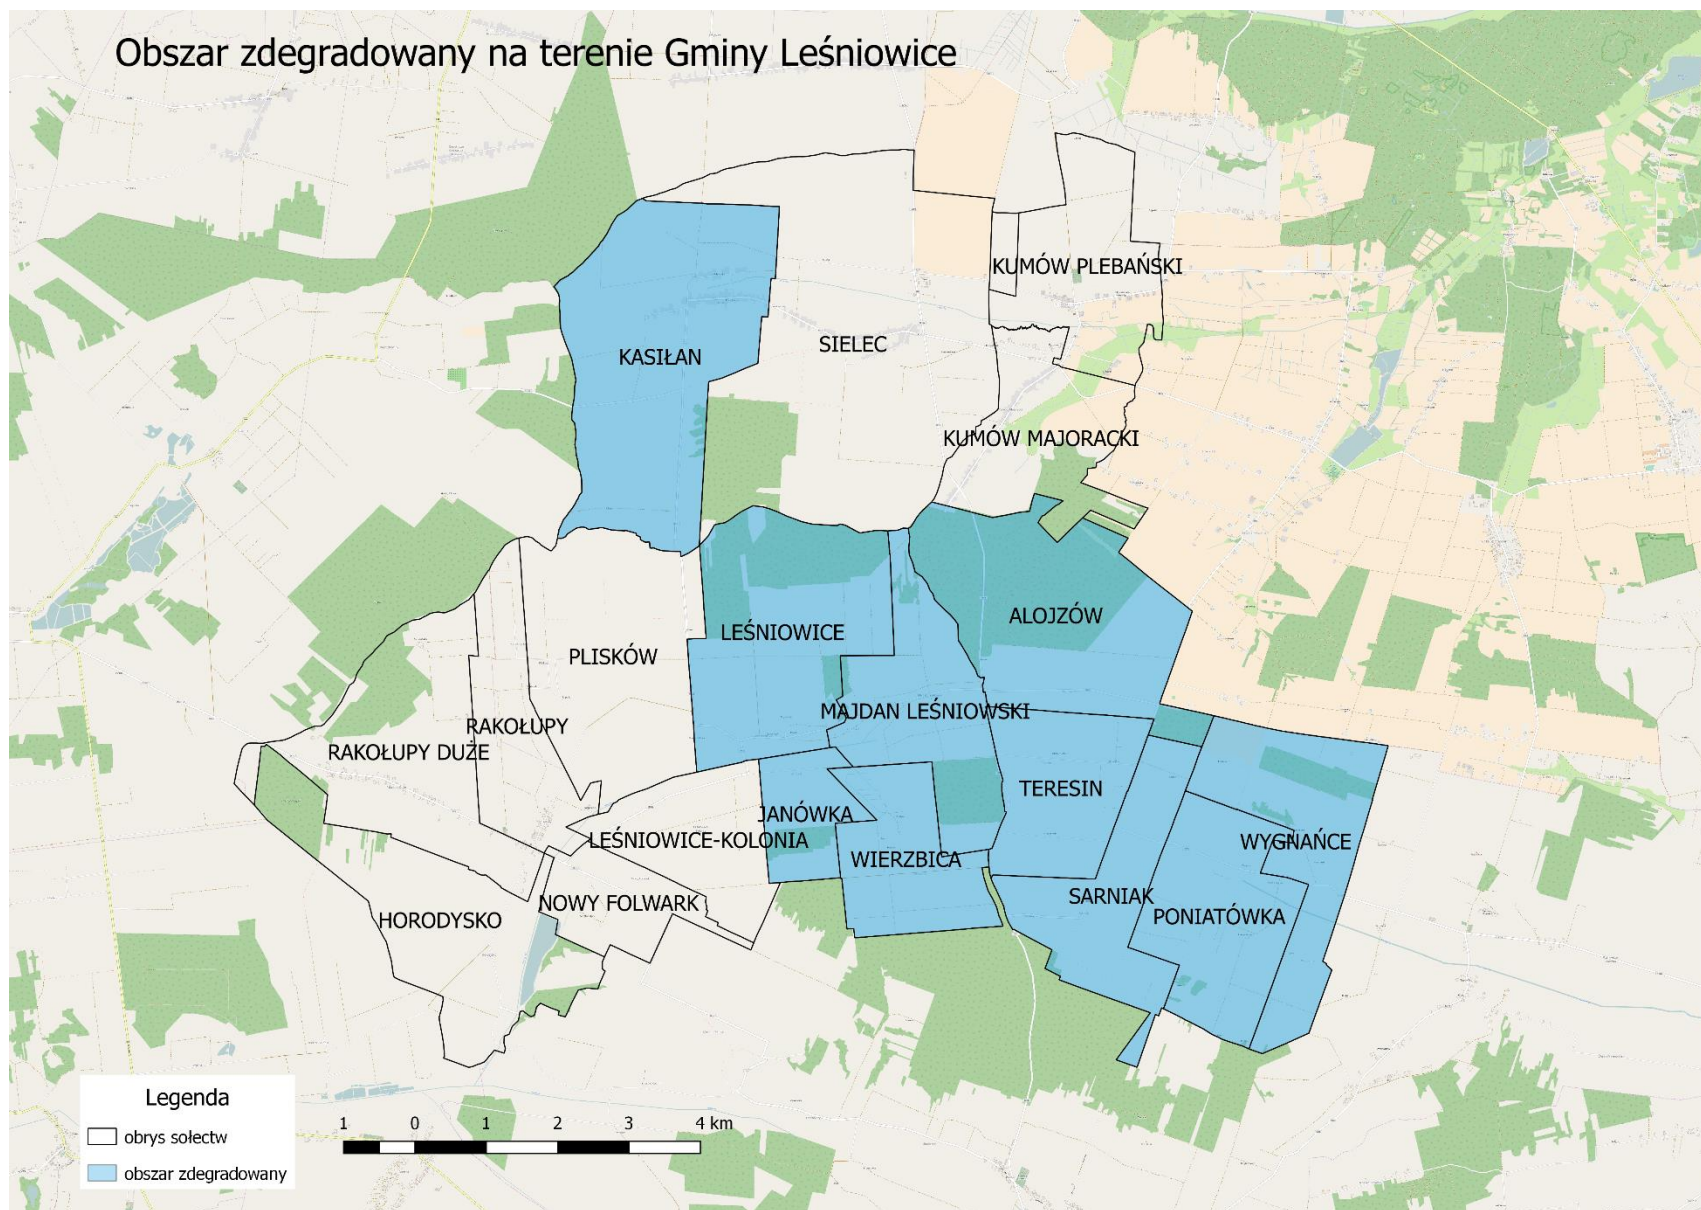 Obszar zdegradowany na terenie Gminy Leśniowice
KUMÓW PLEBAŃSKI
SIELEC
KASIŁAN
KUMÓW MAJORACKI
ALOJZÓW
LEŚNIOWICE
PLISKÓW
MAJDAN LEŚNIOWSKI
RAKOŁUPY
RAKOŁUPY DUŻE
TERESIN
JANÓWKA
LEŚNIOWICE-KOLONIA
WYGNAŃCE
WIERZBICA
SARNIAK
NOWY FOLWARK
PONIATÓWKA
HORODYSKO
Legenda
obrys sołectw
obszar zdegradowany
1 0 1 2 3 4 km